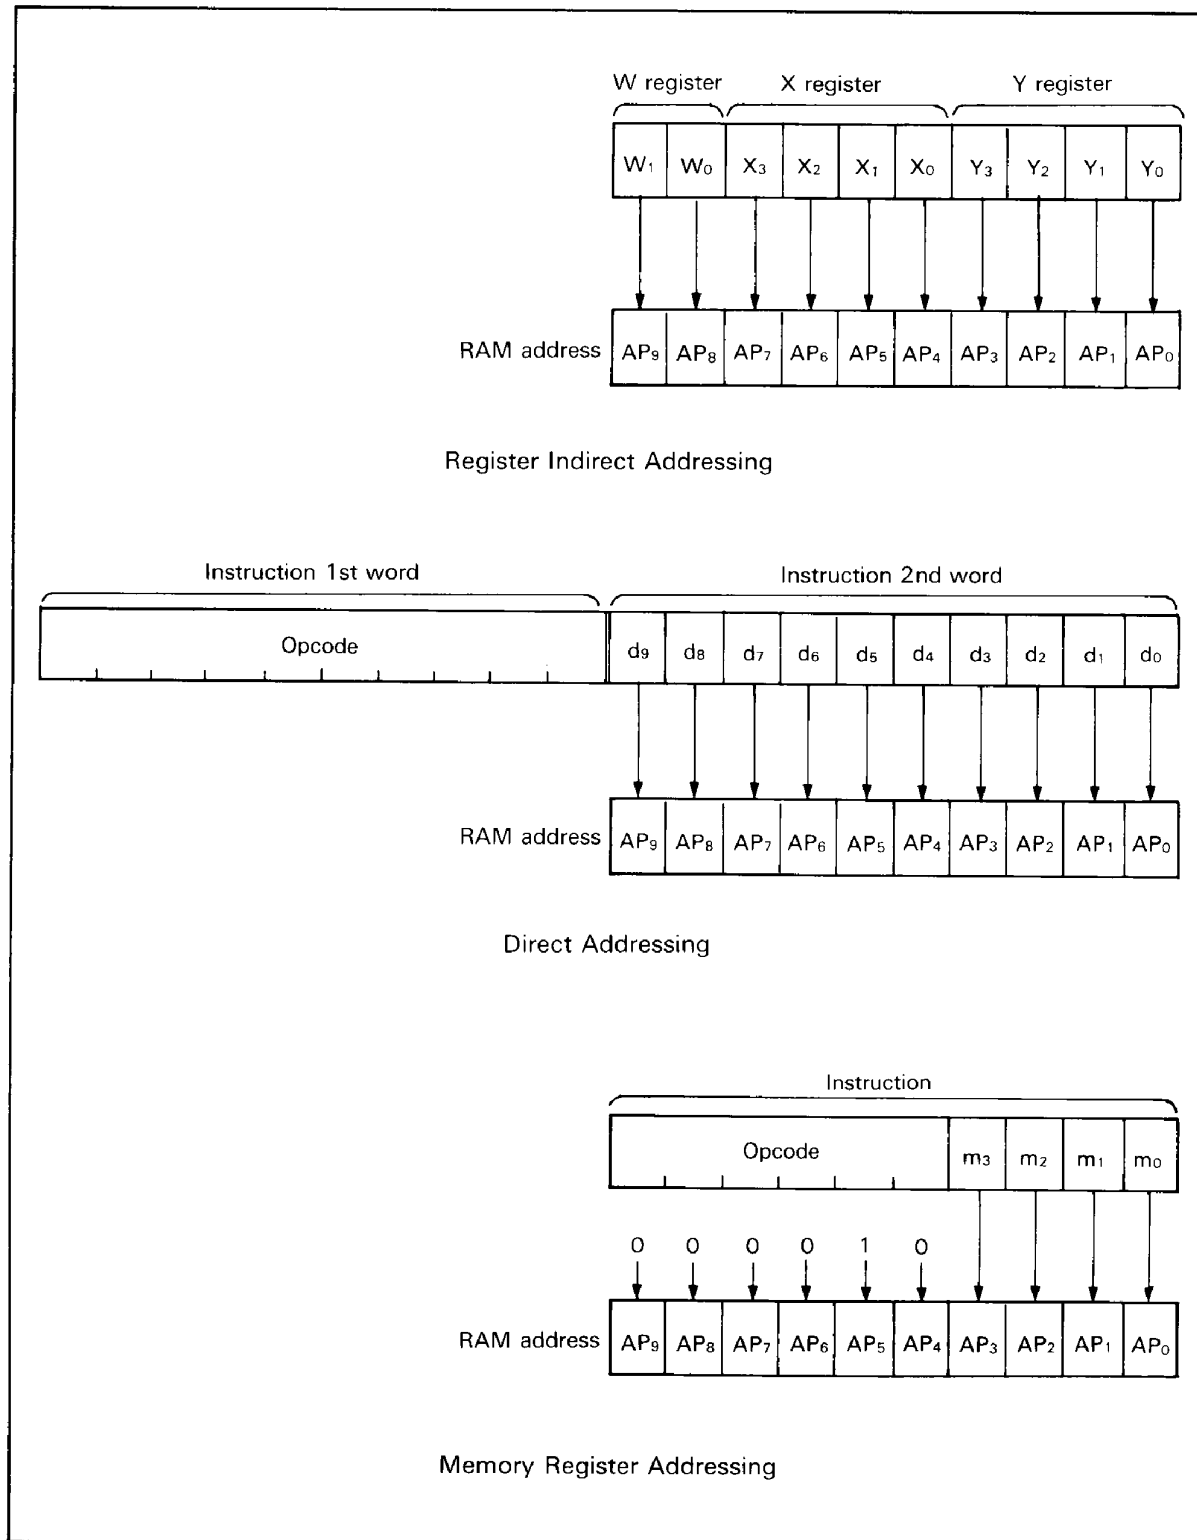 W register X register Y register
W₁ W₀ X₃ X₂ X₁ X₀ Y₃ Y₂ Y₁ Y₀
RAM address AP₉ AP₈ AP₇ AP₆ AP₅ AP₄ AP₃ AP₂ AP₁ AP₀
Register Indirect Addressing
Instruction 1st word Instruction 2nd word
Opcode d₉ d₈ d₇ d₆ d₅ d₄ d₃ d₂ d₁ d₀
RAM address AP₉ AP₈ AP₇ AP₆ AP₅ AP₄ AP₃ AP₂ AP₁ AP₀
Direct Addressing
Instruction
Opcode m₃ m₂ m₁ m₀
0 0 0 0 1 0
RAM address AP₉ AP₈ AP₇ AP₆ AP₅ AP₄ AP₃ AP₂ AP₁ AP₀
Memory Register Addressing